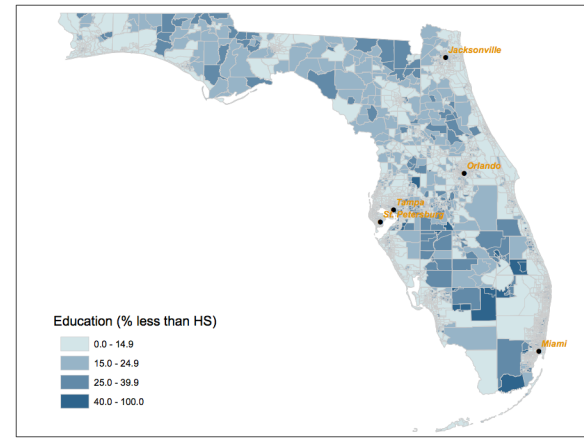 Jacksonville
Orlando
Tampa
St. Petersburg
Miami
Education (% less than HS)
0.0 - 14.9
15.0 - 24.9
25.0 - 39.9
40.0 - 100.0